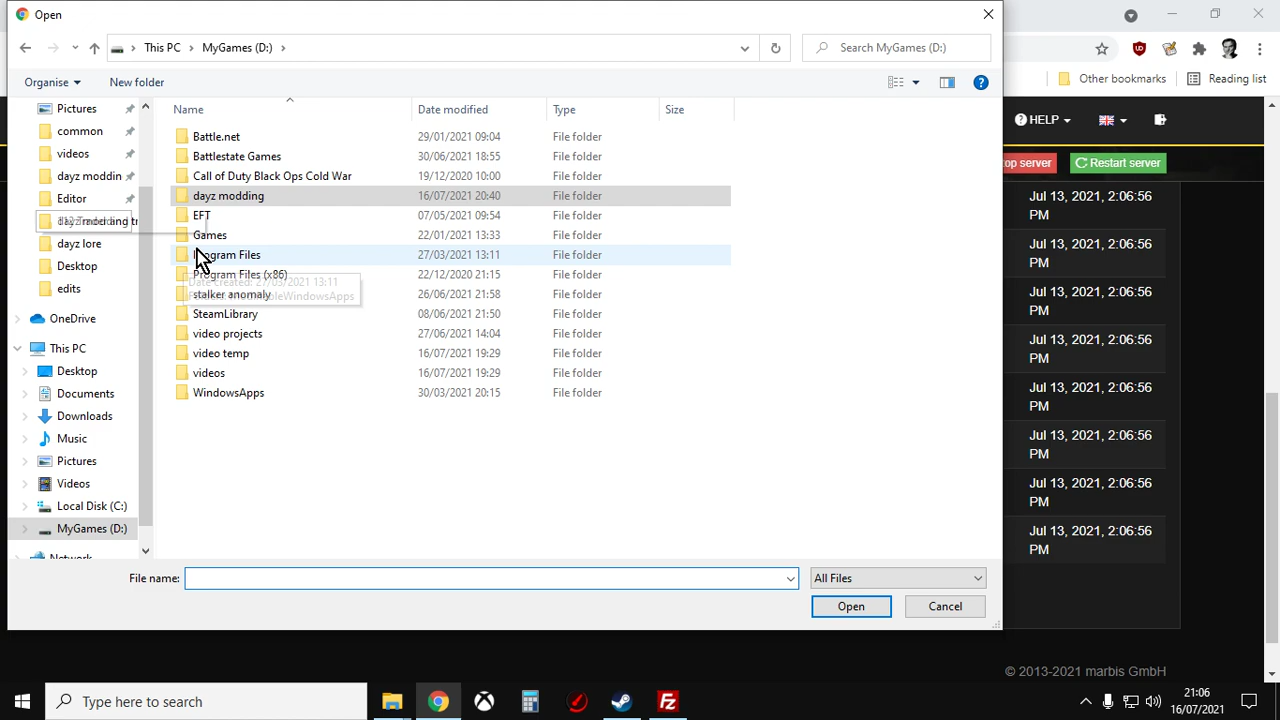 Open
This PC
MyGames (D:)
Search MyGames (D:)
Organise
New folder
Other bookmarks
Reading list
Name
Date modified
Type
Size
HELP
op server
Restart server
Pictures
common
videos
dayz moddin
Editor
dayz lore
Desktop
edits
OneDrive
This PC
Desktop
Documents
Downloads
Music
Pictures
Videos
Local Disk (C:)
MyGames (D:)
Network
Battle.net 29/01/2021 09:04 File folder
Battlestate Games 30/06/2021 18:55 File folder
Call of Duty Black Ops Cold War 19/12/2020 10:00 File folder
dayz modding 16/07/2021 20:40 File folder
EFT 07/05/2021 09:54 File folder
Games 22/01/2021 13:33 File folder
Program Files 27/03/2021 13:11 File folder
Program Files (x86) 22/12/2020 21:15 File folder
Date created: 27/03/2021 13:11
stalker anomaly 26/06/2021 21:58 File folder
SteamLibrary 08/06/2021 21:50 File folder
video projects 27/06/2021 14:04 File folder
video temp 16/07/2021 19:29 File folder
videos 16/07/2021 19:29 File folder
WindowsApps 30/03/2021 20:15 File folder
Jul 13, 2021, 2:06:56
PM
Jul 13, 2021, 2:06:56
PM
Jul 13, 2021, 2:06:56
PM
Jul 13, 2021, 2:06:56
PM
Jul 13, 2021, 2:06:56
PM
Jul 13, 2021, 2:06:56
PM
Jul 13, 2021, 2:06:56
PM
Jul 13, 2021, 2:06:56
PM
File name:
All Files
Open
Cancel
© 2013-2021 marbis GmbH
Type here to search
21:06
16/07/2021